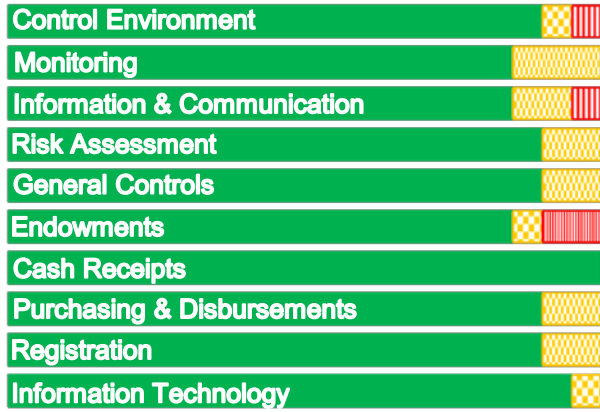 Control Environment
Monitoring
Information & Communication
Risk Assessment
General Controls
Endowments
Cash Receipts
Purchasing & Disbursements
Registration
Information Technology